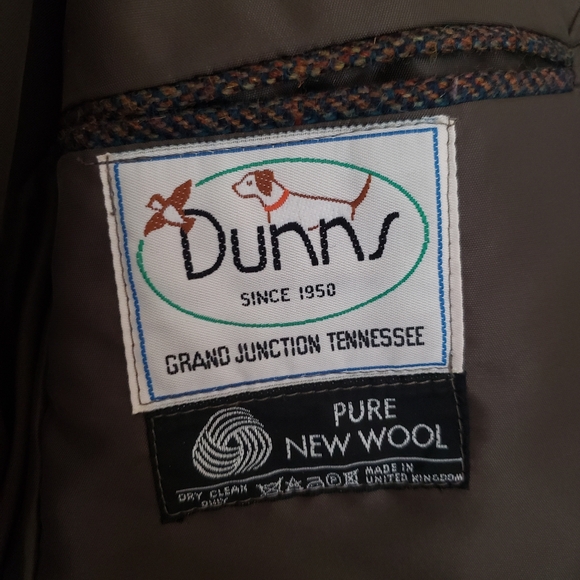 Dunns
SINCE 1950
GRAND JUNCTION TENNESSEE
PURE
NEW WOOL
DRY CLEAN
ONLY
A P
MADE IN
UNITED KINGDOM